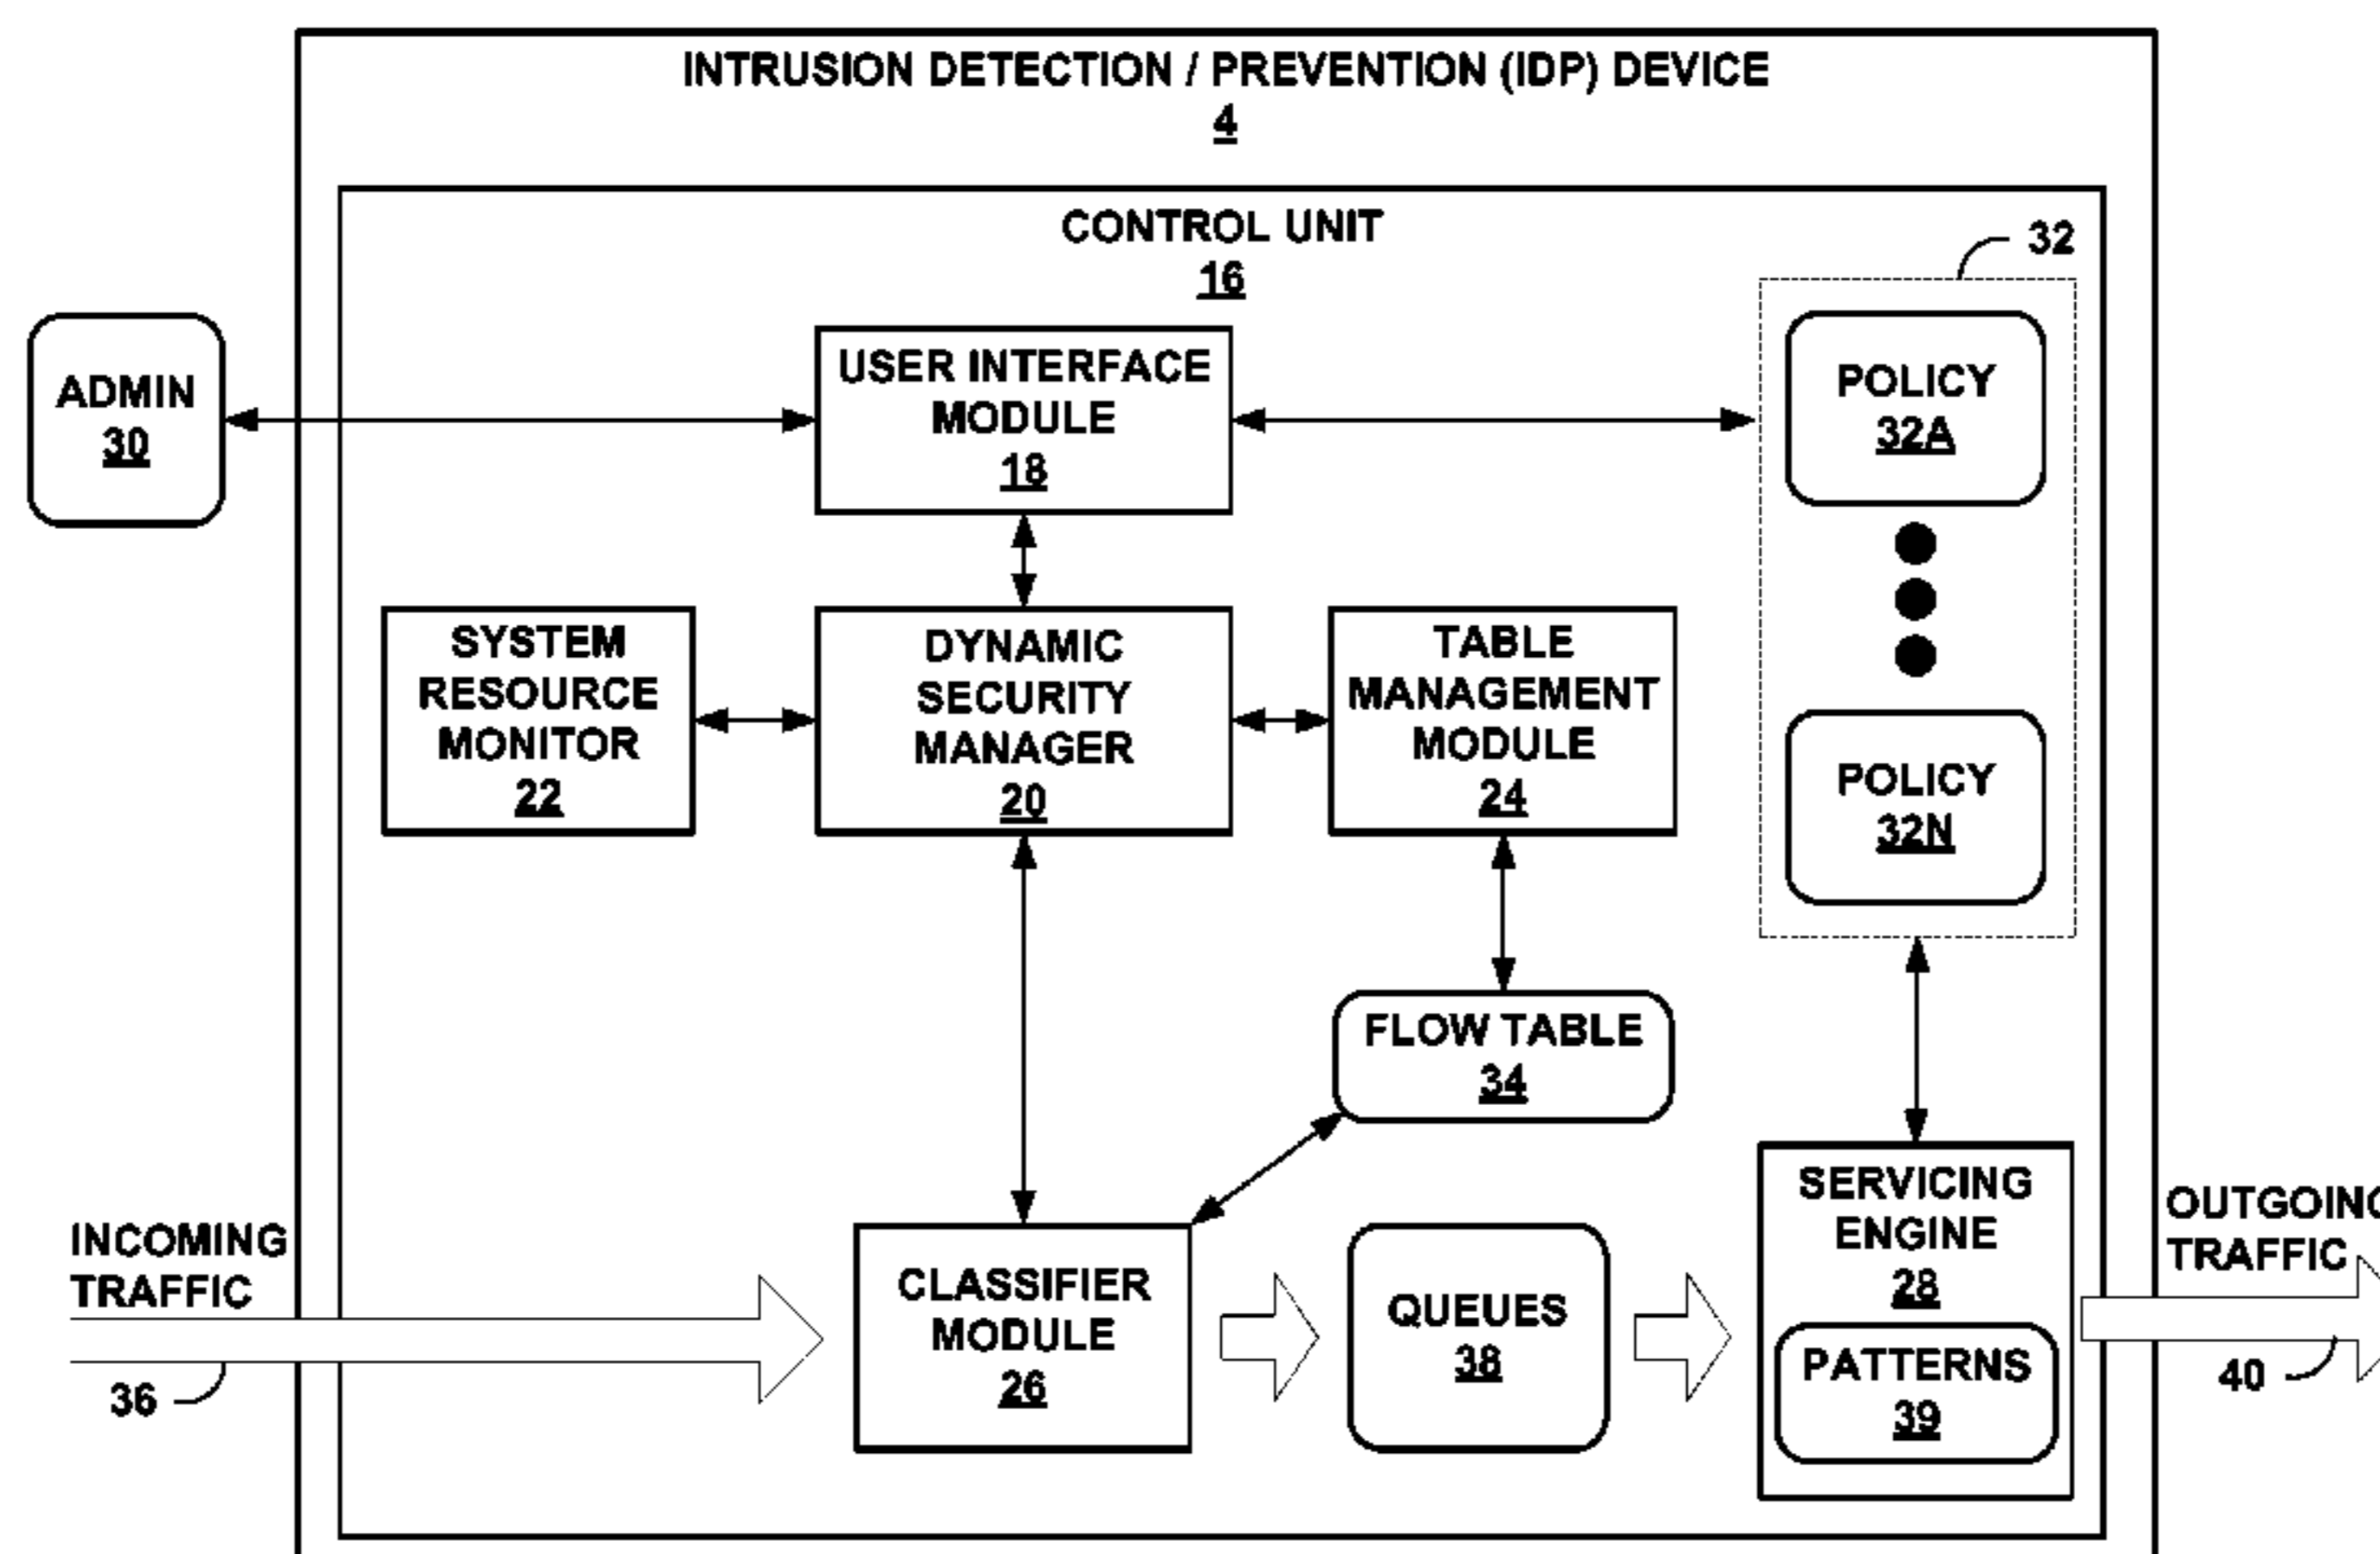 INTRUSION DETECTION / PREVENTION (IDP) DEVICE
4
CONTROL UNIT
16
32
ADMIN
30
USER INTERFACE
MODULE
18
POLICY
32A
SYSTEM
RESOURCE
MONITOR
22
DYNAMIC
SECURITY
MANAGER
20
TABLE
MANAGEMENT
MODULE
24
POLICY
32N
FLOW TABLE
34
INCOMING
TRAFFIC
36
CLASSIFIER
MODULE
26
QUEUES
38
SERVICING
ENGINE
28
PATTERNS
39
OUTGOING
TRAFFIC
40